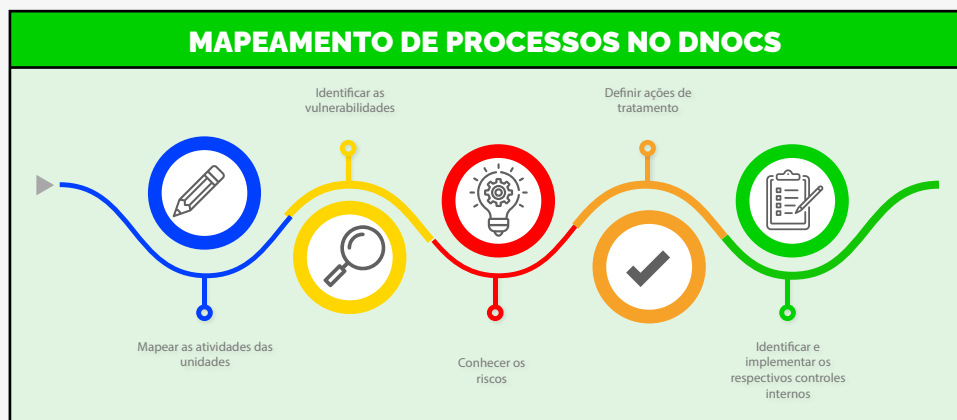 MAPEAMENTO DE PROCESSOS NO DNOCS
Mapear as atividades das
unidades
Identificar as
vulnerabilidades
Conhecer os
riscos
Definir ações de
tratamento
Identificar e
implementar os
respectivos controles
internos